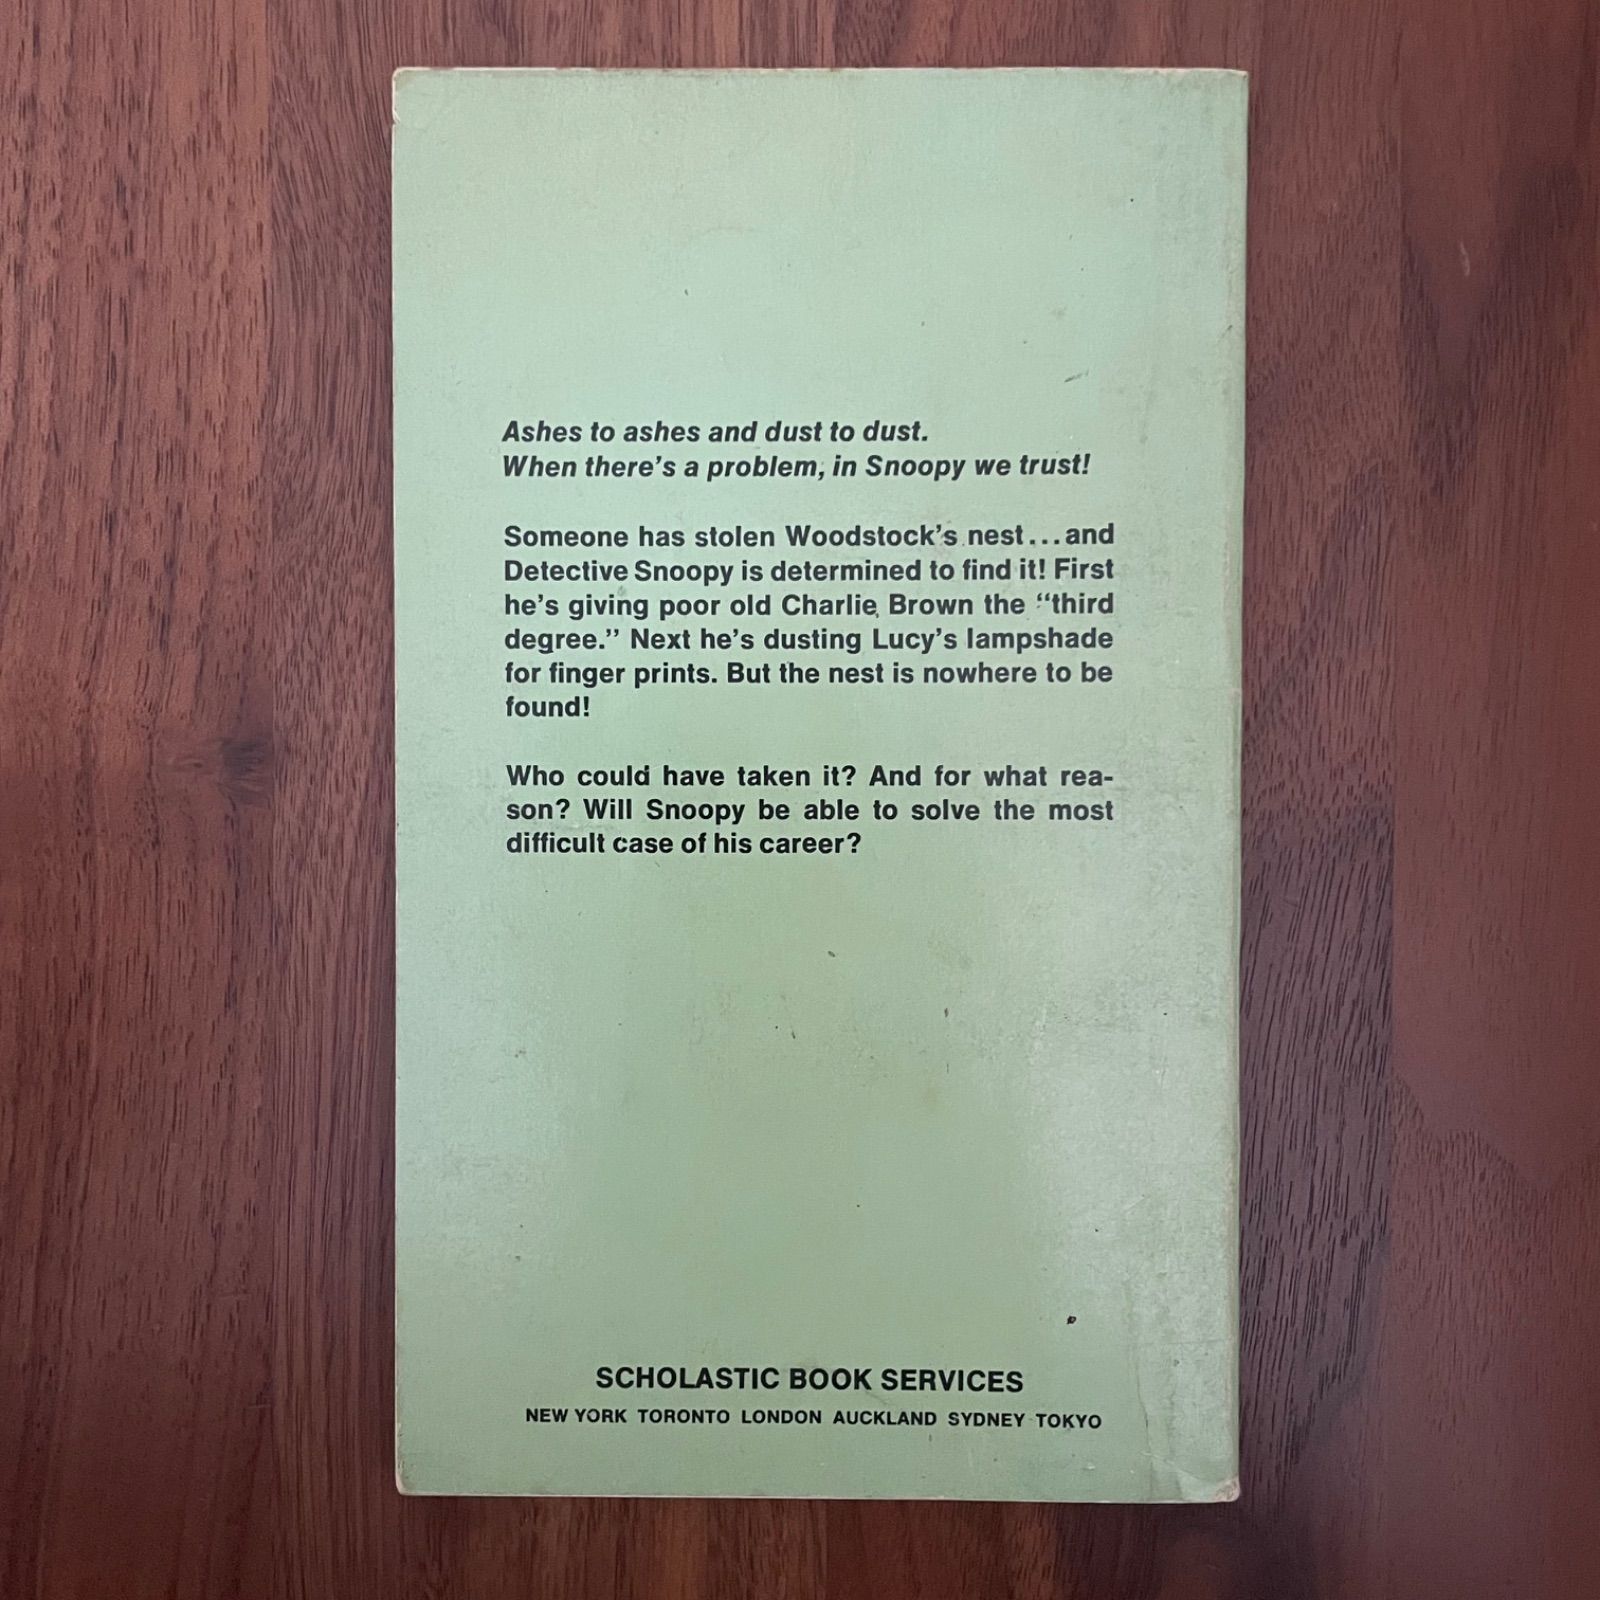 Ashes to ashes and dust to dust.
When there's a problem, in Snoopy we trust!
Someone has stolen Woodstock's nest...and
Detective Snoopy is determined to find it! First
he's giving poor old Charlie Brown the "third
degree." Next he's dusting Lucy's lampshade
for finger prints. But the nest is nowhere to be
found!
Who could have taken it? And for what rea-
son? Will Snoopy be able to solve the most
difficult case of his career?
SCHOLASTIC BOOK SERVICES
NEW YORK TORONTO LONDON AUCKLAND SYDNEY TOKYO